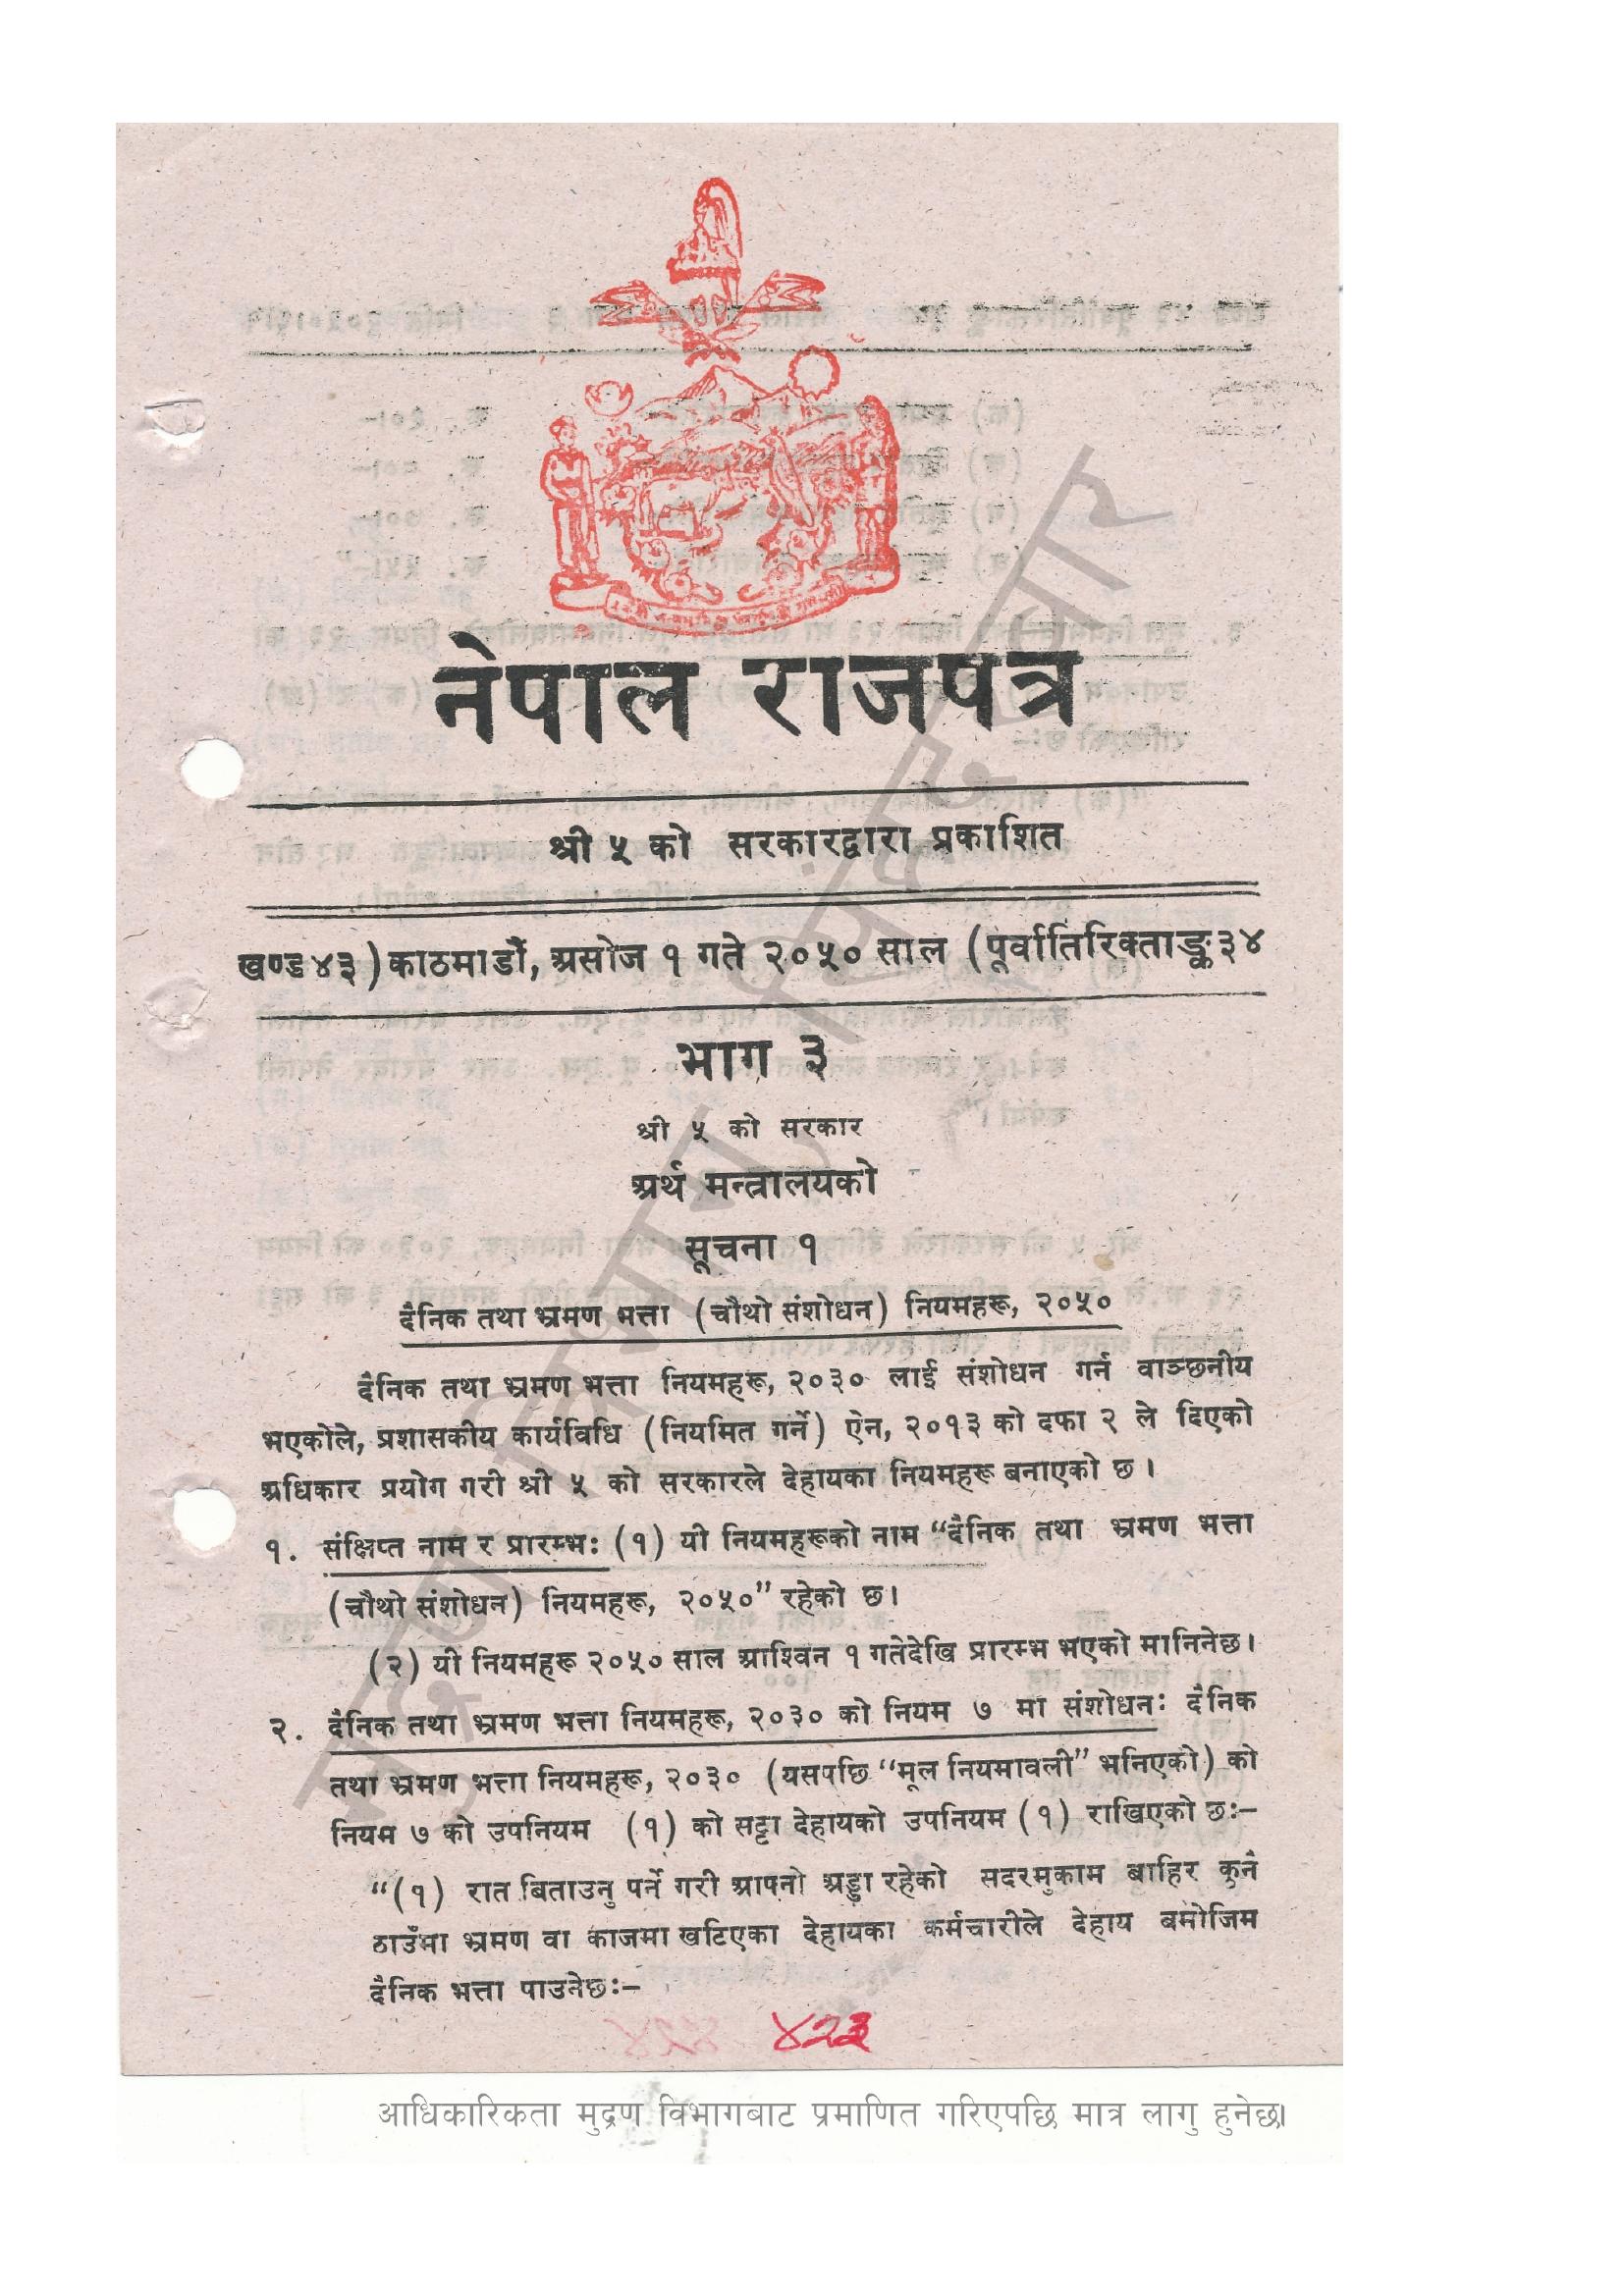 नेपाल राजपत्र
श्री ५ को सरकारद्वारा प्रकाशित
खण्ड ४३) काठमाडौं, असोज १ गते २०५० साल (पूर्वातिरिक्ताङ्क ३४
भाग ३
श्री ५ को सरकार
अर्थ मन्त्रालयको
सूचना १
दैनिक तथा भ्रमण भत्ता (चौथो संशोधन) नियमहरू, २०५०
दैनिक तथा भ्रमण भत्ता नियमहरू, २०३० लाई संशोधन गर्न वाञ्छनीय
भएकोले, प्रशासकीय कार्यविधि (नियमित गर्ने) ऐन, २०१३ को दफा २ ले दिएको
अधिकार प्रयोग गरी श्री ५ को सरकारले देहायका नियमहरू बनाएको छ ।
१. संक्षिप्त नाम र प्रारम्भः (१) यी नियमहरूको नाम “दैनिक तथा भ्रमण भत्ता
(चौथो संशोधन) नियमहरू, २०५०” रहेको छ।
(२) यी नियमहरू २०५० साल आश्विन १ गतेदेखि प्रारम्भ भएको मानिनेछ।
२. दैनिक तथा भ्रमण भत्ता नियमहरू, २०३० को नियम ७ मा संशोधनः दैनिक
तथा भ्रमण भत्ता नियमहरू, २०३० (यसपछि “मूल नियमावली” भनिएको) को
नियम ७ को उपनियम (१) को सट्टा देहायको उपनियम (१) राखिएको छः–
“(१) रात बिताउनु पर्ने गरी आफ्नो अड्डा रहेको सदरमुकाम बाहिर कुनै
ठाउँमा भ्रमण वा काजमा खटिएका देहायका कर्मचारीले देहाय बमोजिम
दैनिक भत्ता पाउनेछः–
४२३
आधिकारिकता मुद्रण विभागबाट प्रमाणित गरिएपछि मात्र लागु हुनेछ।